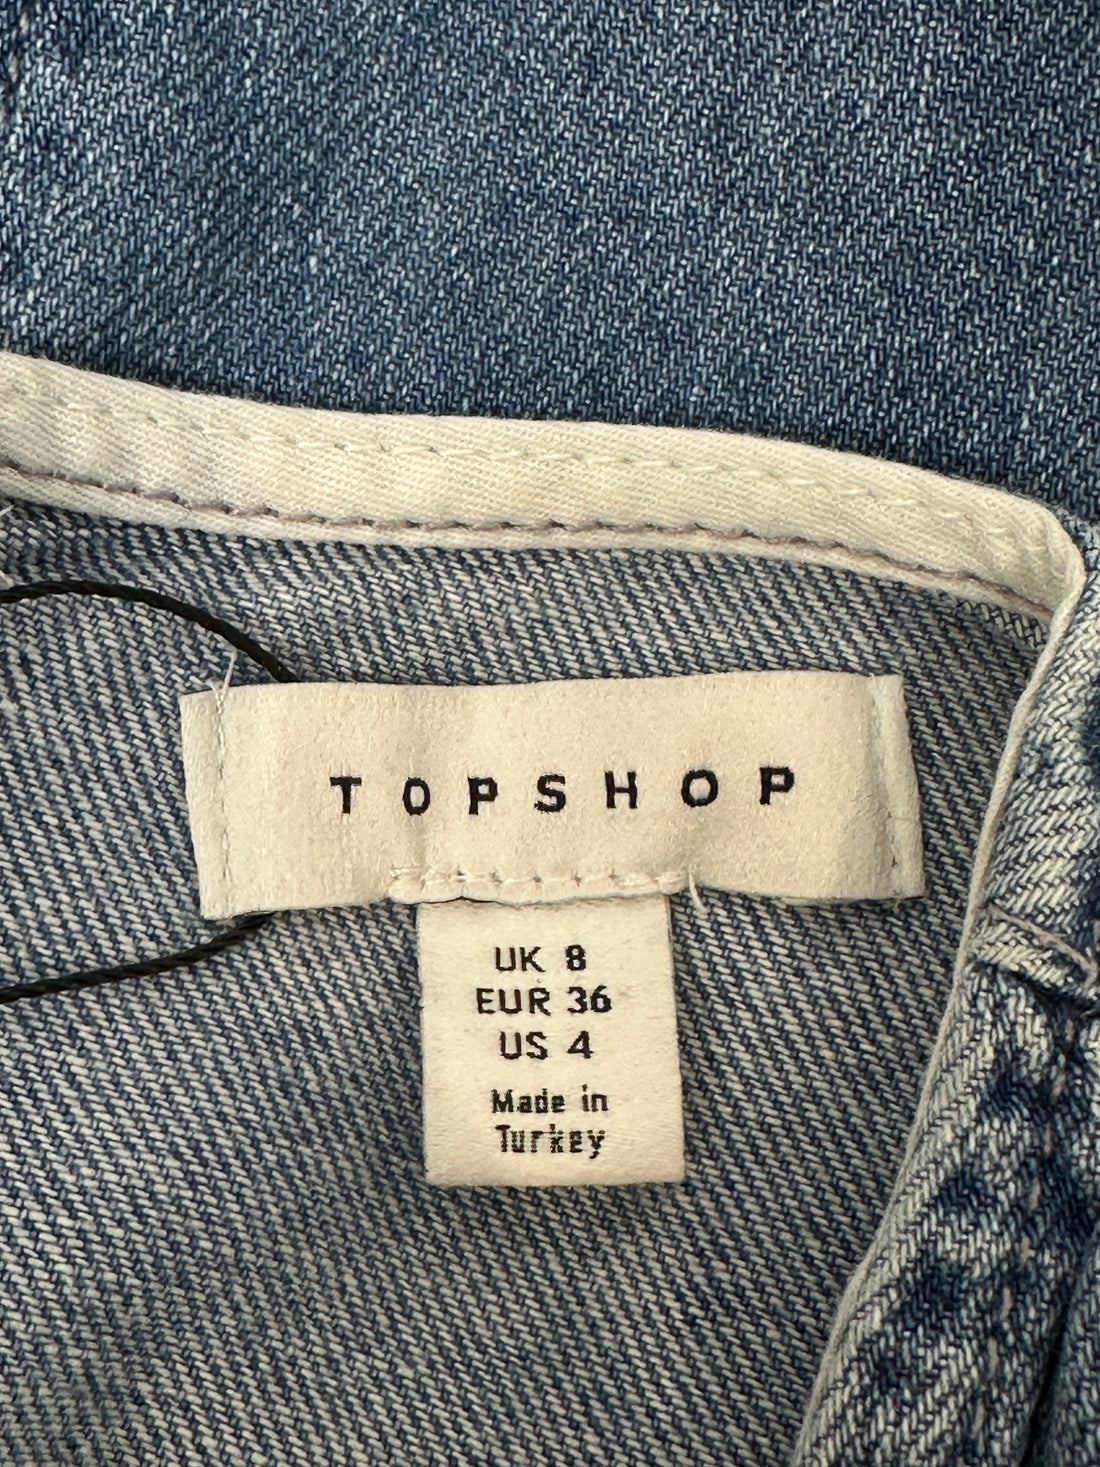 TOPSHOP
UK 8
EUR 36
US 4
Made in
Turkey